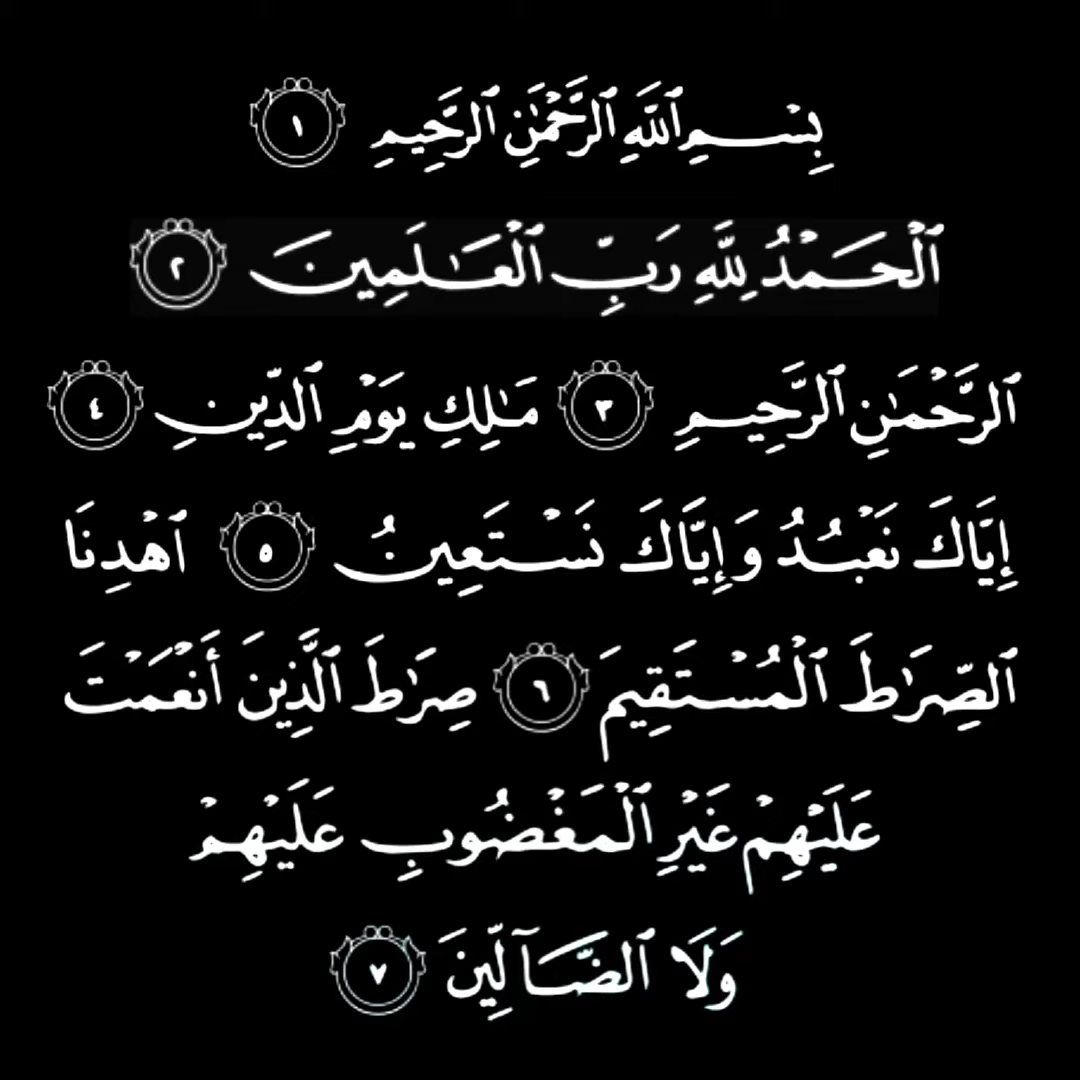 بِسْمِ ٱللَّهِ ٱلرَّحْمَٰنِ ٱلرَّحِيمِ ١
ٱلْحَمْدُ لِلَّهِ رَبِّ ٱلْعَٰلَمِينَ ٢
ٱلرَّحْمَٰنِ ٱلرَّحِيمِ ٣ مَٰلِكِ يَوْمِ ٱلدِّينِ ٤
إِيَّاكَ نَعْبُدُ وَإِيَّاكَ نَسْتَعِينُ ٥ ٱهْدِنَا
ٱلصِّرَٰطَ ٱلْمُسْتَقِيمَ ٦ صِرَٰطَ ٱلَّذِينَ أَنْعَمْتَ
عَلَيْهِمْ غَيْرِ ٱلْمَغْضُوبِ عَلَيْهِمْ
وَلَا ٱلضَّآلِّينَ ٧